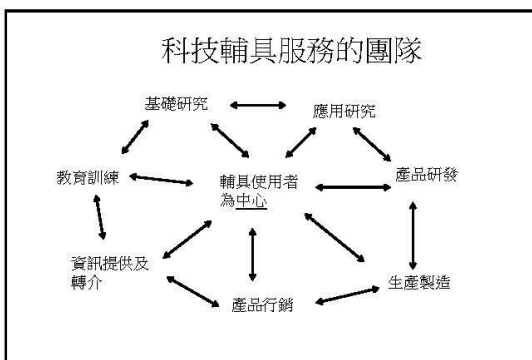 科技輔具服務的團隊
基礎研究
應用研究
教育訓練
輔具使用者
為中心
產品研發
資訊提供及
轉介
產品行銷
生產製造